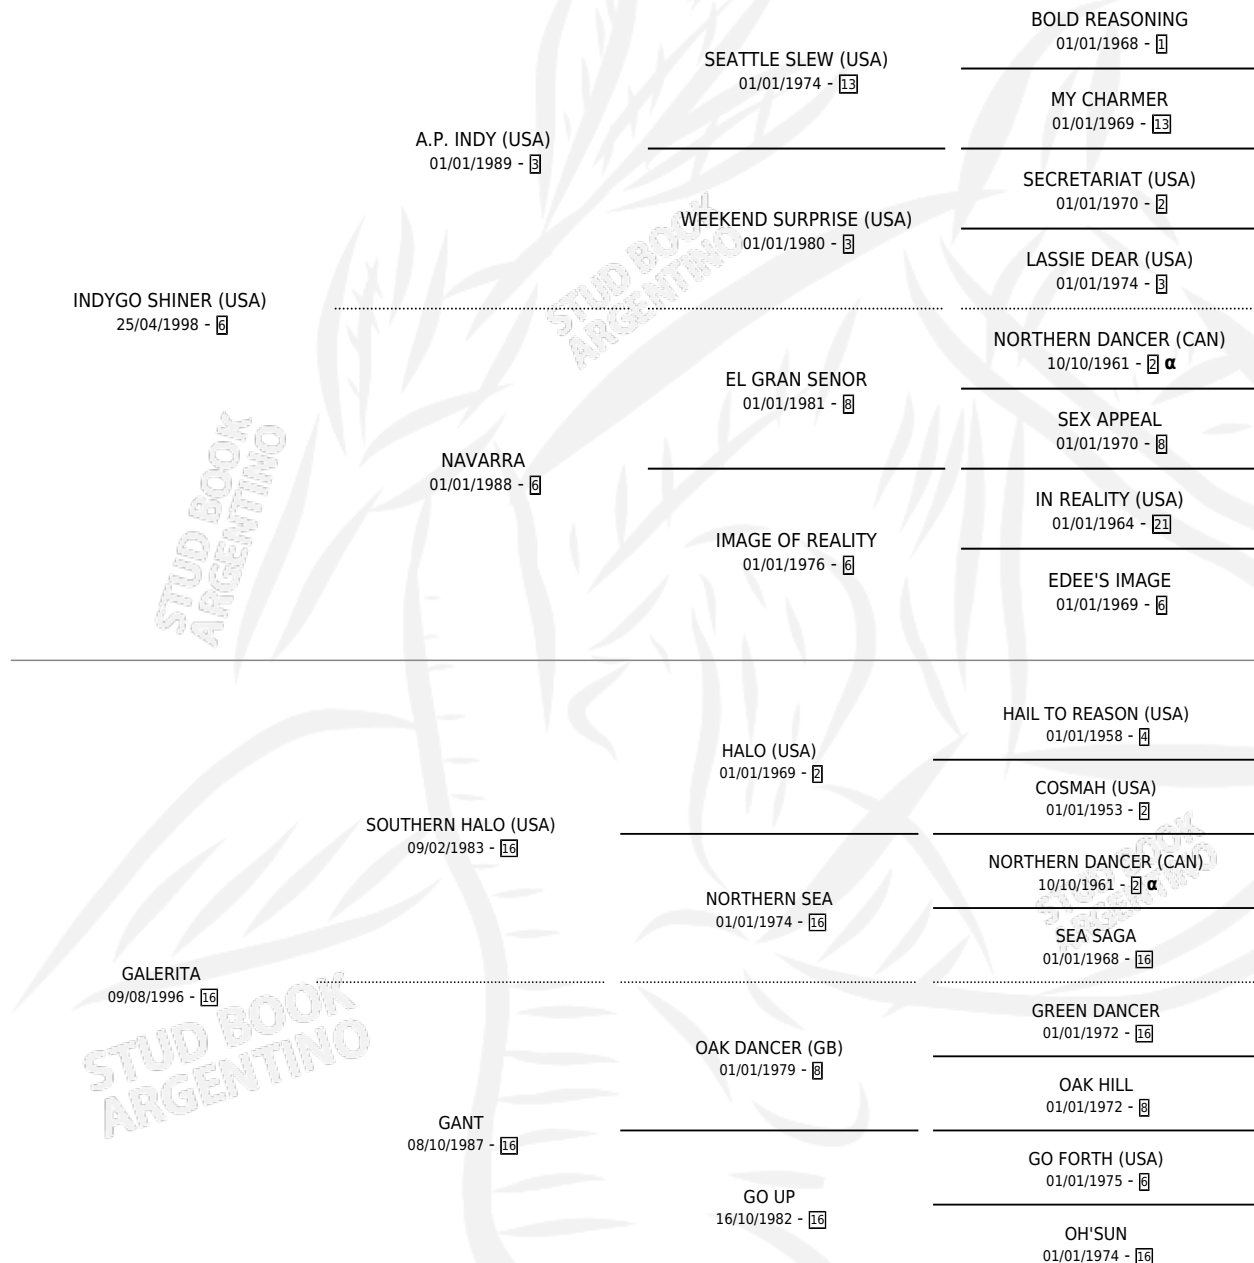 BOLD REASONING
01/01/1968 - 1
SEATTLE SLEW (USA)
01/01/1974 - 13
MY CHARMER
01/01/1969 - 13
A.P. INDY (USA)
01/01/1989 - 3
SECRETARIAT (USA)
01/01/1970 - 2
WEEKEND SURPRISE (USA)
01/01/1980 - 3
LASSIE DEAR (USA)
01/01/1974 - 3
INDYGO SHINER (USA)
25/04/1998 - 6
NORTHERN DANCER (CAN)
10/10/1961 - 2 α
EL GRAN SENOR
01/01/1981 - 8
SEX APPEAL
01/01/1970 - 8
NAVARRA
01/01/1988 - 6
IN REALITY (USA)
01/01/1964 - 21
IMAGE OF REALITY
01/01/1976 - 6
EDEE'S IMAGE
01/01/1969 - 6
HAIL TO REASON (USA)
01/01/1958 - 4
HALO (USA)
01/01/1969 - 2
COSMAH (USA)
01/01/1953 - 2
SOUTHERN HALO (USA)
09/02/1983 - 16
NORTHERN DANCER (CAN)
10/10/1961 - 2 α
NORTHERN SEA
01/01/1974 - 16
SEA SAGA
01/01/1968 - 16
GALERITA
09/08/1996 - 16
GREEN DANCER
01/01/1972 - 16
OAK DANCER (GB)
01/01/1979 - 8
OAK HILL
01/01/1972 - 8
GANT
08/10/1987 - 16
GO FORTH (USA)
01/01/1975 - 6
GO UP
16/10/1982 - 16
OH'SUN
01/01/1974 - 16
STUD BOOK
ARGENTINO
STUD BOOK
ARGENTINO
STUD BOOK
ARGENTINO
STUD BOOK
ARGENTINO